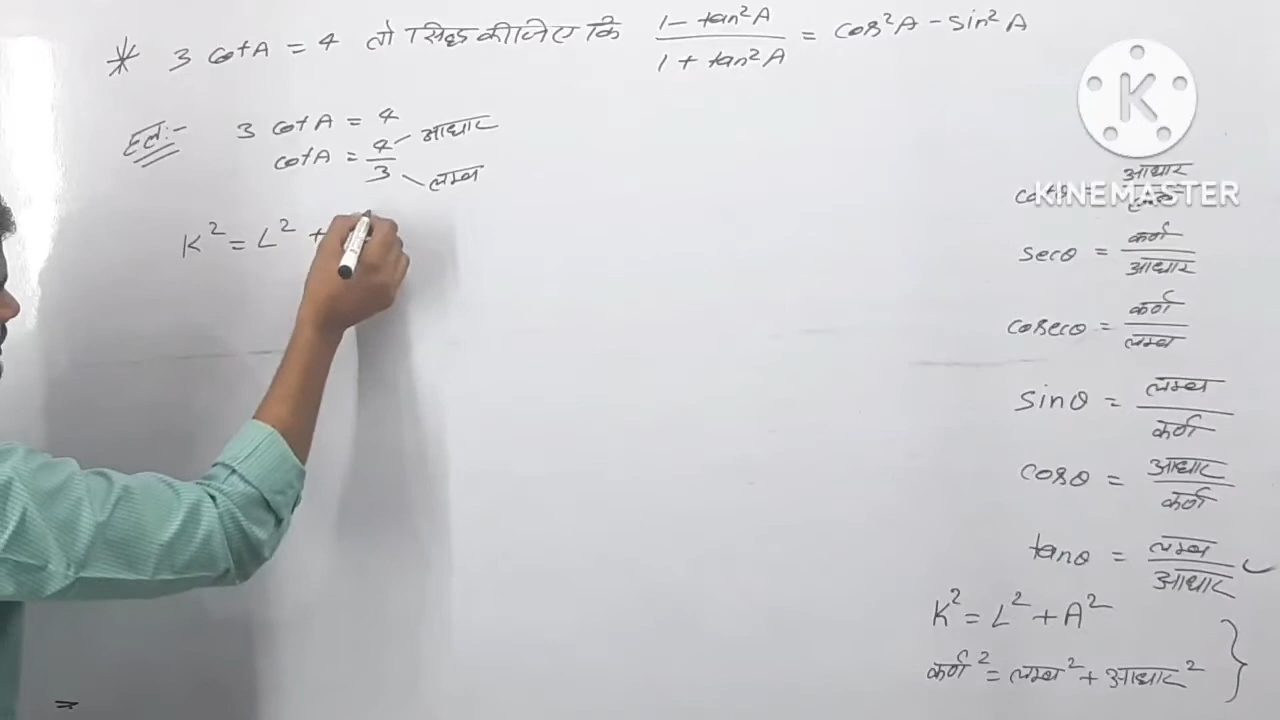 * 3 cotA = 4 तो सिद्ध कीजिए कि (1 - tan²A)/(1 + tan²A) = cos²A - sin²A
हल:-
3 cotA = 4
cotA = 4/3
आधार
लम्ब
K² = L² +
K
KINEMASTER
आधार
secθ = कर्ण/आधार
cosecθ = कर्ण/लम्ब
sinθ = लम्ब/कर्ण
cosθ = आधार/कर्ण
tanθ = लम्ब/आधार
K² = L² + A²
कर्ण² = लम्ब² + आधार²
=